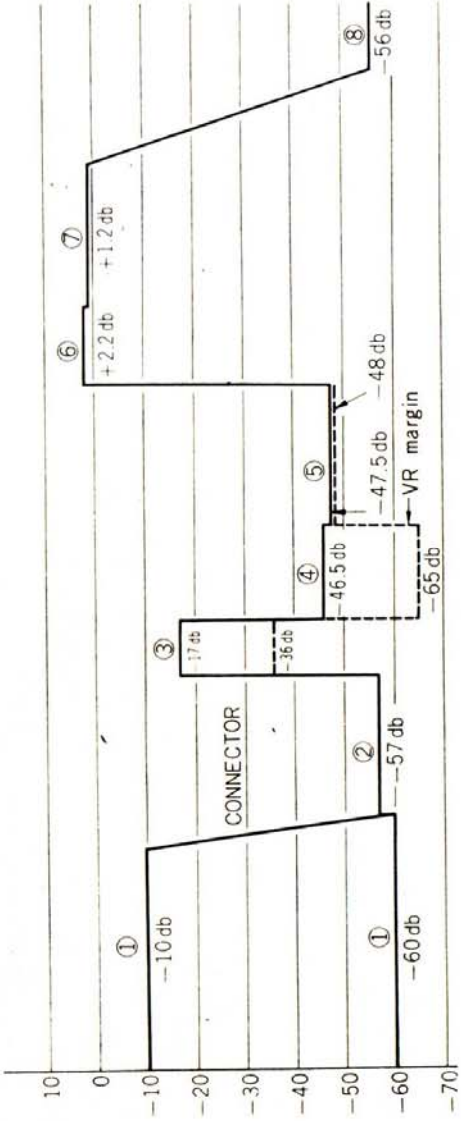 10
0
−10
−20
−30
−40
−50
−60
−70
①
−10 db
①
−60 db
CONNECTOR
②
−57 db
③
17 db
−36 db
④
46.5 db
−65 db
VR margin
⑤
−47.5 db
−48 db
⑥
+2.2 db
⑦
+1.2 db
⑧
−56 db